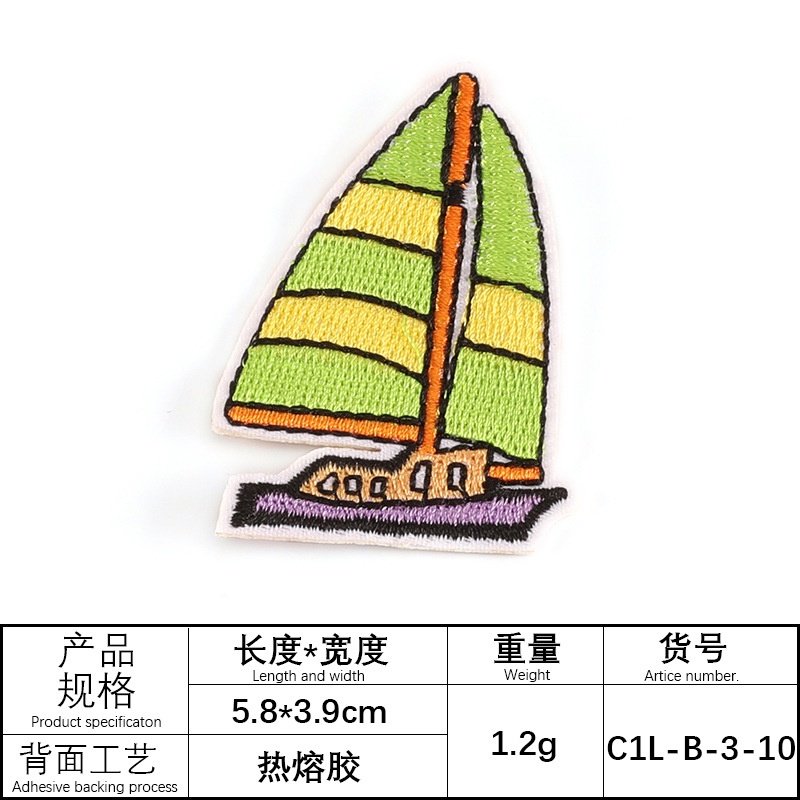 产品
规格
Product specificaton
长度*宽度
Length and width
重量
Weight
货号
Artice number.
5.8*3.9cm
1.2g
C1L-B-3-10
背面工艺
Adhesive backing process
热熔胶